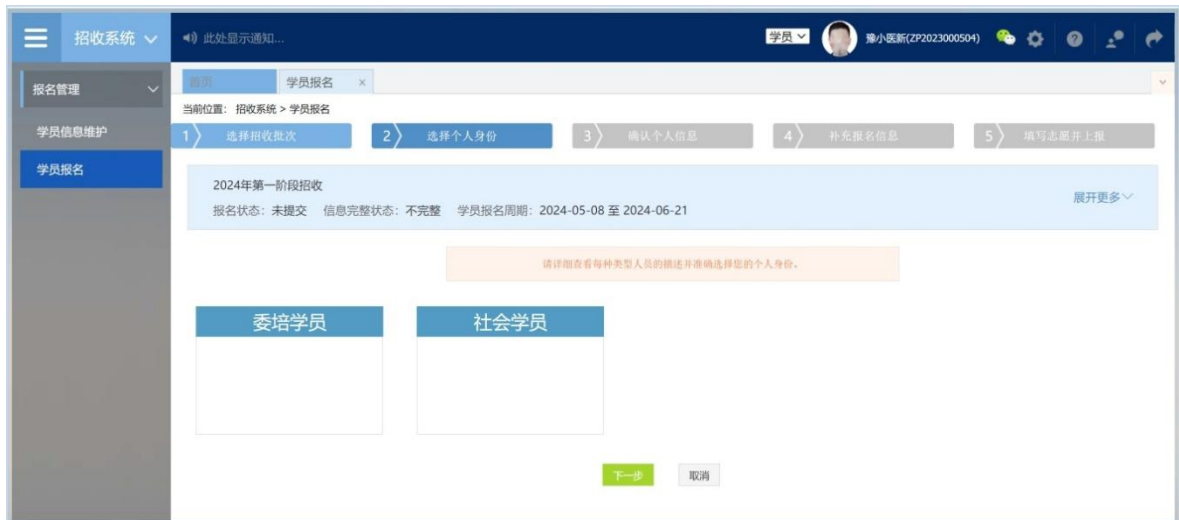 招收系统
此处显示通知...
学员
豫小医新(ZP2023000504)
报名管理
学员信息维护
学员报名
首页
学员报名 ×
当前位置： 招收系统 > 学员报名
1 选择招收批次
2 选择个人身份
3 确认个人信息
4 补充报名信息
5 填写志愿并上报
2024年第一阶段招收
报名状态：未提交 信息完整状态：不完整 学员报名周期：2024-05-08 至 2024-06-21
展开更多
请详细查看每种类型人员的描述并准确选择您的个人身份。
委培学员
社会学员
下一步
取消